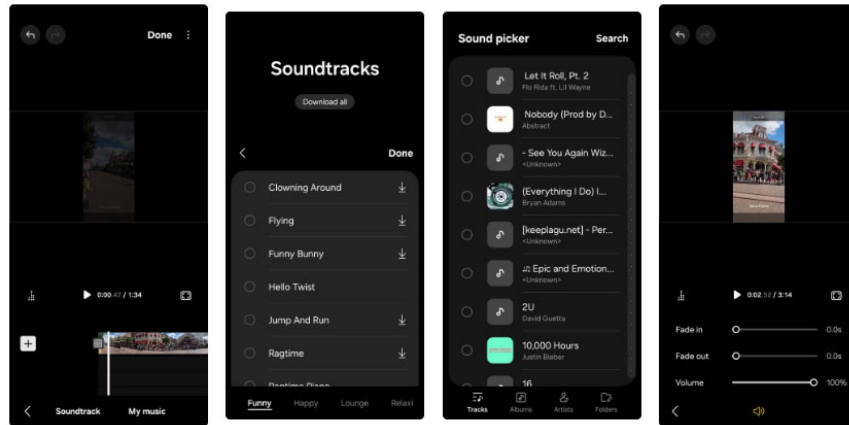 Done
0:00.47 / 1:34
Soundtrack My music
Soundtracks
Download all
Done
Clowning Around
Flying
Funny Bunny
Hello Twist
Jump And Run
Ragtime
Ragtime Piano
Funny Happy Lounge Relaxi
Sound picker Search
Let It Roll, Pt. 2
Flo Rida ft. Lil Wayne
Nobody (Prod by D...
Abstract
- See You Again Wiz...
<Unknown>
(Everything I Do) I...
Bryan Adams
[keeplagu.net] - Per...
<Unknown>
♫ Epic and Emotion...
<Unknown>
2U
David Guetta
10,000 Hours
Justin Bieber
16
Tracks Albums Artists Folders
0:02.52 / 3:14
Fade in 0.0s
Fade out 0.0s
Volume 100%